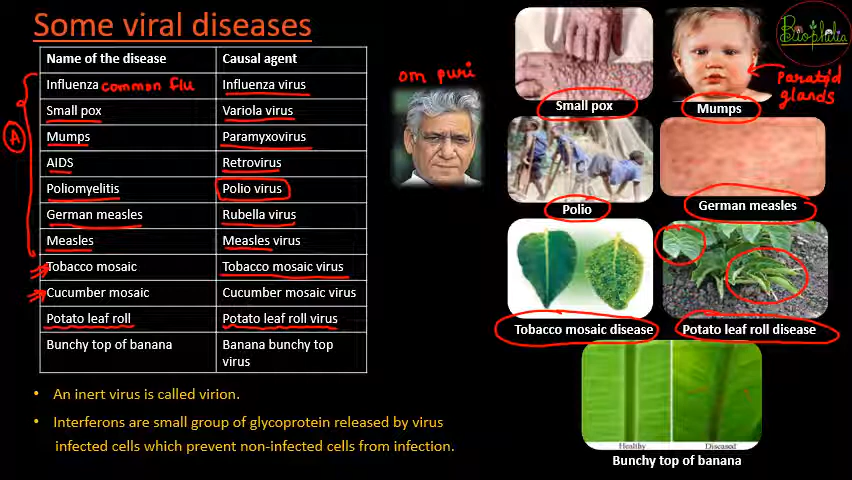 Some viral diseases
Name of the disease Causal agent
Influenza common flu Influenza virus
Small pox Variola virus
Mumps Paramyxovirus
AIDS Retrovirus
Poliomyelitis Polio virus
German measles Rubella virus
Measles Measles virus
Tobacco mosaic Tobacco mosaic virus
Cucumber mosaic Cucumber mosaic virus
Potato leaf roll Potato leaf roll virus
Bunchy top of banana Banana bunchy top
virus
A
• An inert virus is called virion.
• Interferons are small group of glycoprotein released by virus
infected cells which prevent non-infected cells from infection.
om puri
Small pox
Mumps
Paratoid
glands
Biophilia
Polio
German measles
Tobacco mosaic disease
Potato leaf roll disease
Healthy Diseased
Bunchy top of banana